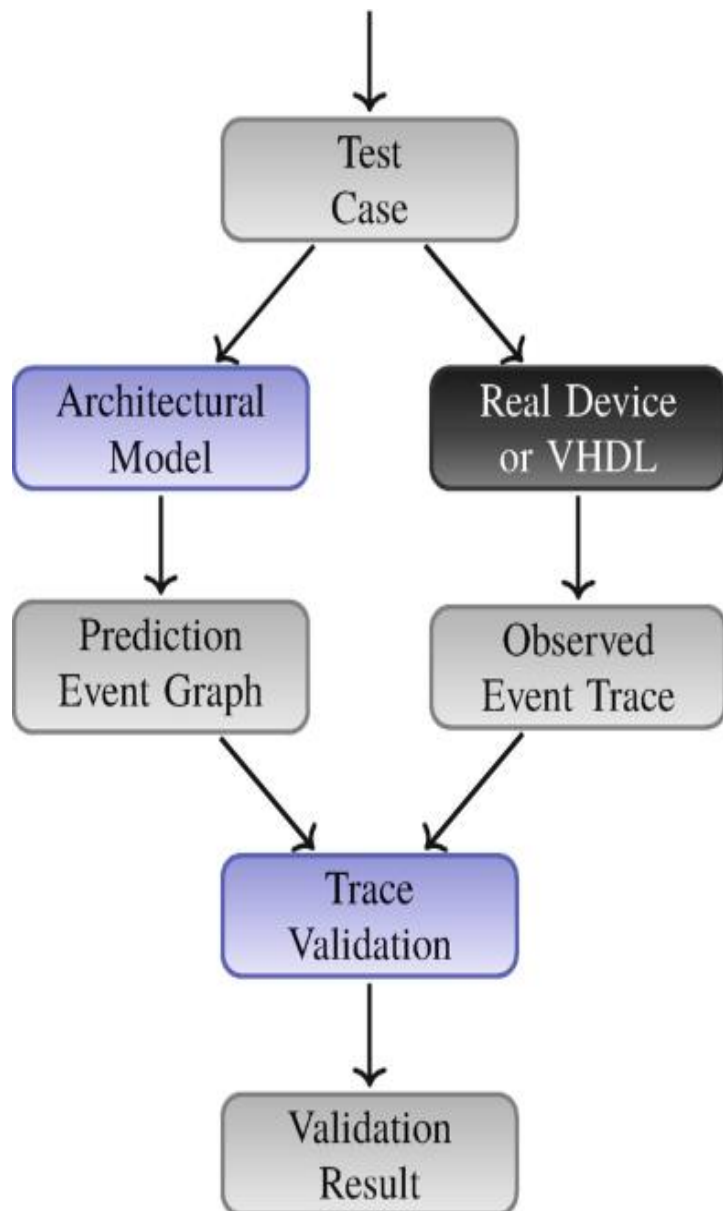 Test
Case
Architectural
Model
Real Device
or VHDL
Prediction
Event Graph
Observed
Event Trace
Trace
Validation
Validation
Result